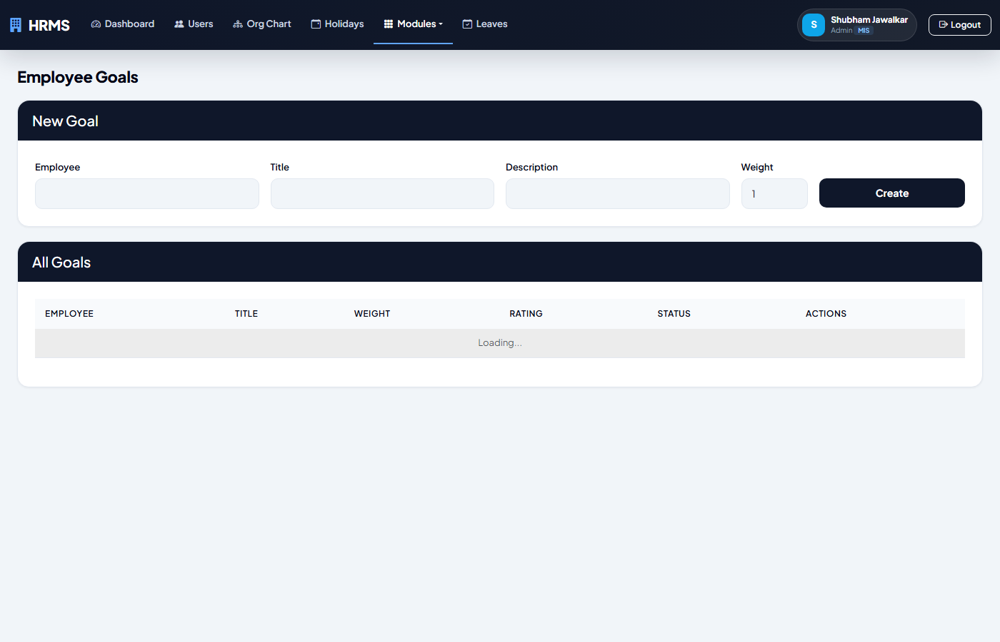 HRMS
Dashboard
Users
Org Chart
Holidays
Modules
Leaves
S
Shubham Jawalkar
Admin MIS
Logout
Employee Goals
New Goal
Employee
Title
Description
Weight
1
Create
All Goals
EMPLOYEE
TITLE
WEIGHT
RATING
STATUS
ACTIONS
Loading...